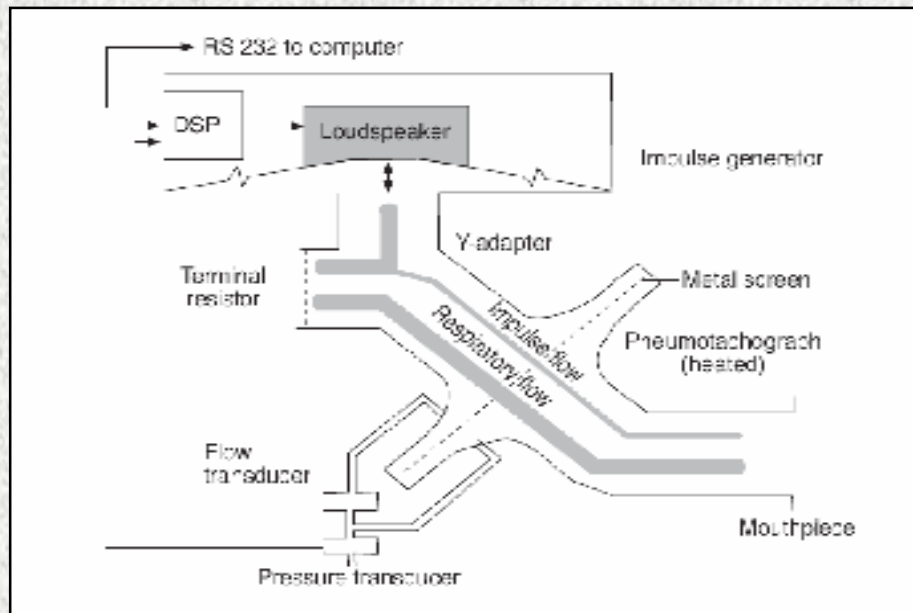 RS 232 to computer
DSP
Loudspeaker
Impulse generator
Y-adapter
Terminal
resistor
Metal screen
Impulse flow
Respiratory flow
Pneumotachograph
(heated)
Flow
transducer
Mouthpiece
Pressure transducer